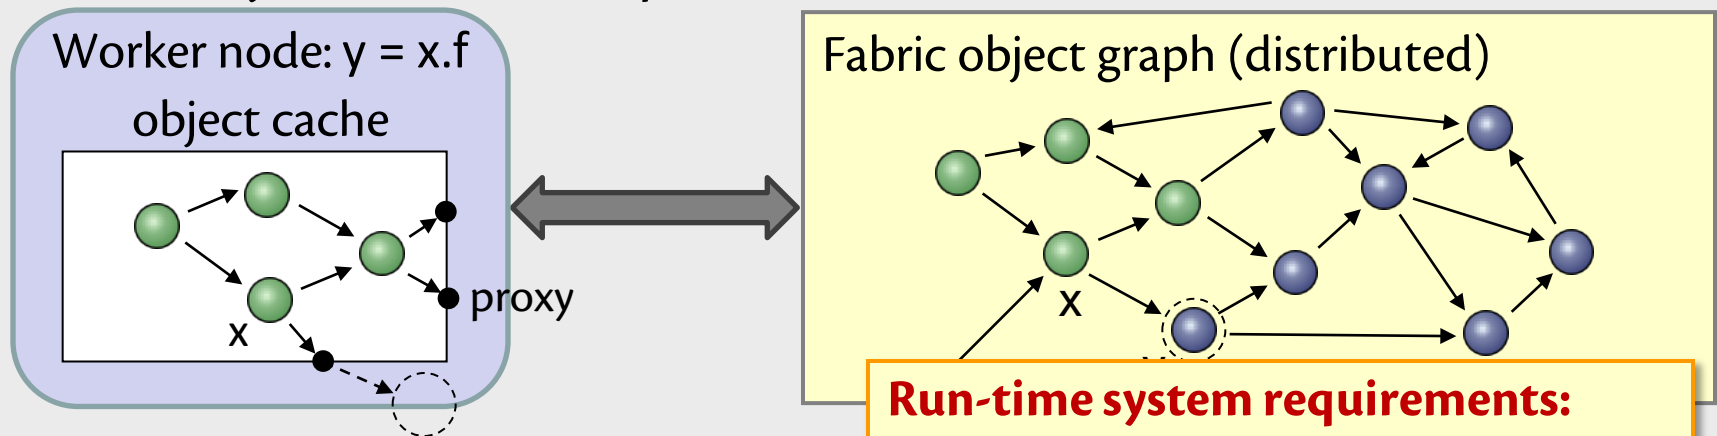 Worker node: y = x.f
object cache
x
proxy
Fabric object graph (distributed)
x
Run-time system requirements: